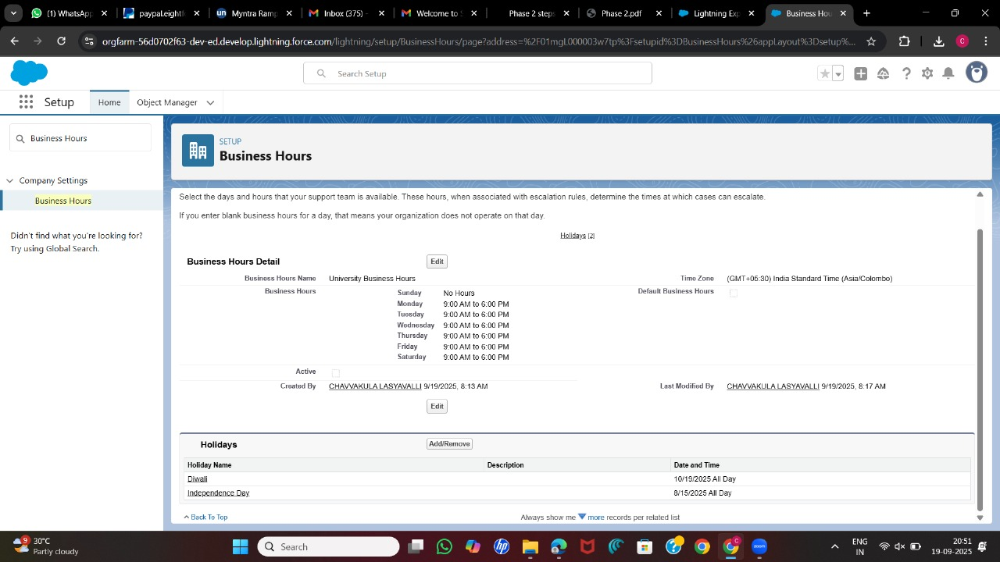 (1) WhatsApp
paypal.eightf
un Myntra Ramp
Inbox (375) -
Welcome to S
Phase 2 steps
Phase 2.pdf
Lightning Exp
Business Hou
orgfarm-56d0702f63-dev-ed.develop.lightning.force.com/lightning/setup/BusinessHours/page?address=%2F01mgL000003w7tp%3Fsetupid%3DBusinessHours%26appLayout%3Dsetup%...
C
Search Setup
Setup
Home
Object Manager
Business Hours
Company Settings
Business Hours
Didn't find what you're looking for?
Try using Global Search.
SETUP
Business Hours
Select the days and hours that your support team is available. These hours, when associated with escalation rules, determine the times at which cases can escalate.
If you enter blank business hours for a day, that means your organization does not operate on that day.
Holidays [2]
Business Hours Detail Edit
Business Hours Name University Business Hours Time Zone (GMT+05:30) India Standard Time (Asia/Colombo)
Business Hours Sunday No Hours Default Business Hours
Monday 9:00 AM to 6:00 PM
Tuesday 9:00 AM to 6:00 PM
Wednesday 9:00 AM to 6:00 PM
Thursday 9:00 AM to 6:00 PM
Friday 9:00 AM to 6:00 PM
Saturday 9:00 AM to 6:00 PM
Active
Created By CHAVVAKULA LASYAVALLI 9/19/2025, 8:13 AM Last Modified By CHAVVAKULA LASYAVALLI 9/19/2025, 8:17 AM
Edit
Holidays Add/Remove
Holiday Name Description Date and Time
Diwali 10/19/2025 All Day
Independence Day 8/15/2025 All Day
Back To Top Always show me more records per related list
9 30°C
Partly cloudy
Search
hp
C
zoom
ENG
IN
20:51
19-09-2025